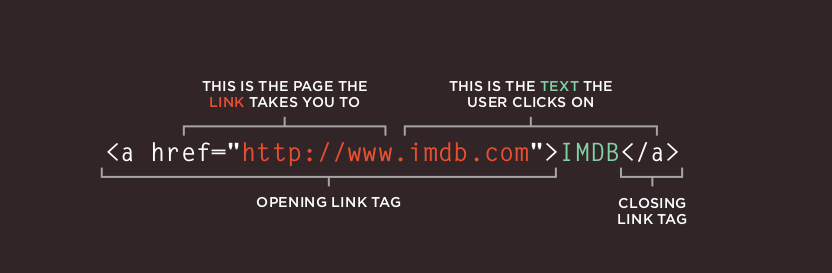 THIS IS THE PAGE THE
LINK TAKES YOU TO
THIS IS THE TEXT THE
USER CLICKS ON
<a href="http://www.imdb.com">IMDB</a>
OPENING LINK TAG
CLOSING
LINK TAG